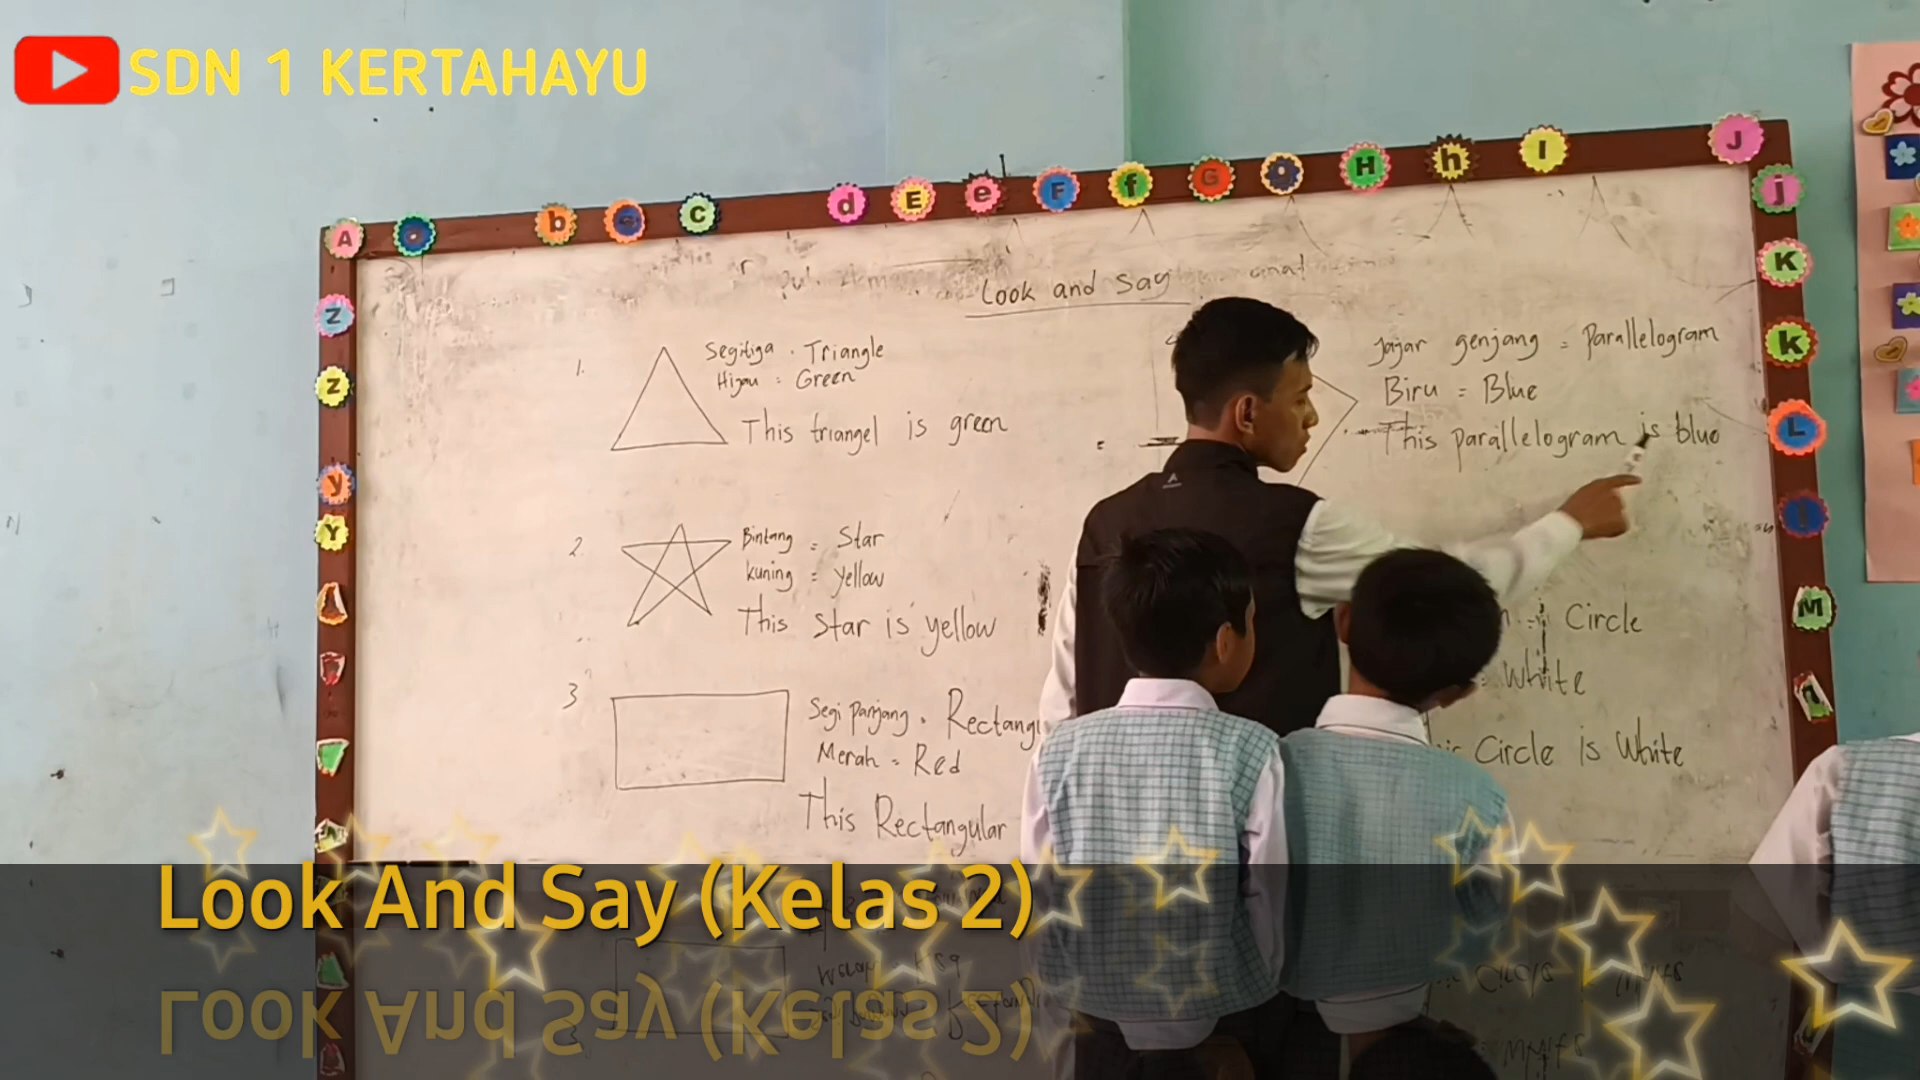 SDN 1 KERTAHAYU
A b c d E e F f G g H h I J
j
K
k
L
l
M
Z
z
y
Y
Look and Say
1. Segitiga . Triangle
Hijau = Green
This triangel is green
2. Bintang = Star
kuning = yellow
This Star is yellow
3 Segi panjang . Rectangu
Merah = Red
This Rectangular
Jajar genjang = Parallelogram
Biru = Blue
This parallelogram is blue
= Circle
= White
Circle is White
Look And Say (Kelas 2)